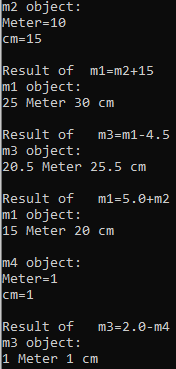 m2 object:
Meter=10
cm=15
Result of  m1=m2+15
m1 object:
25 Meter 30 cm
Result of   m3=m1-4.5
m3 object:
20.5 Meter 25.5 cm
Result of   m1=5.0+m2
m1 object:
15 Meter 20 cm
m4 object:
Meter=1
cm=1
Result of   m3=2.0-m4
m3 object:
1 Meter 1 cm